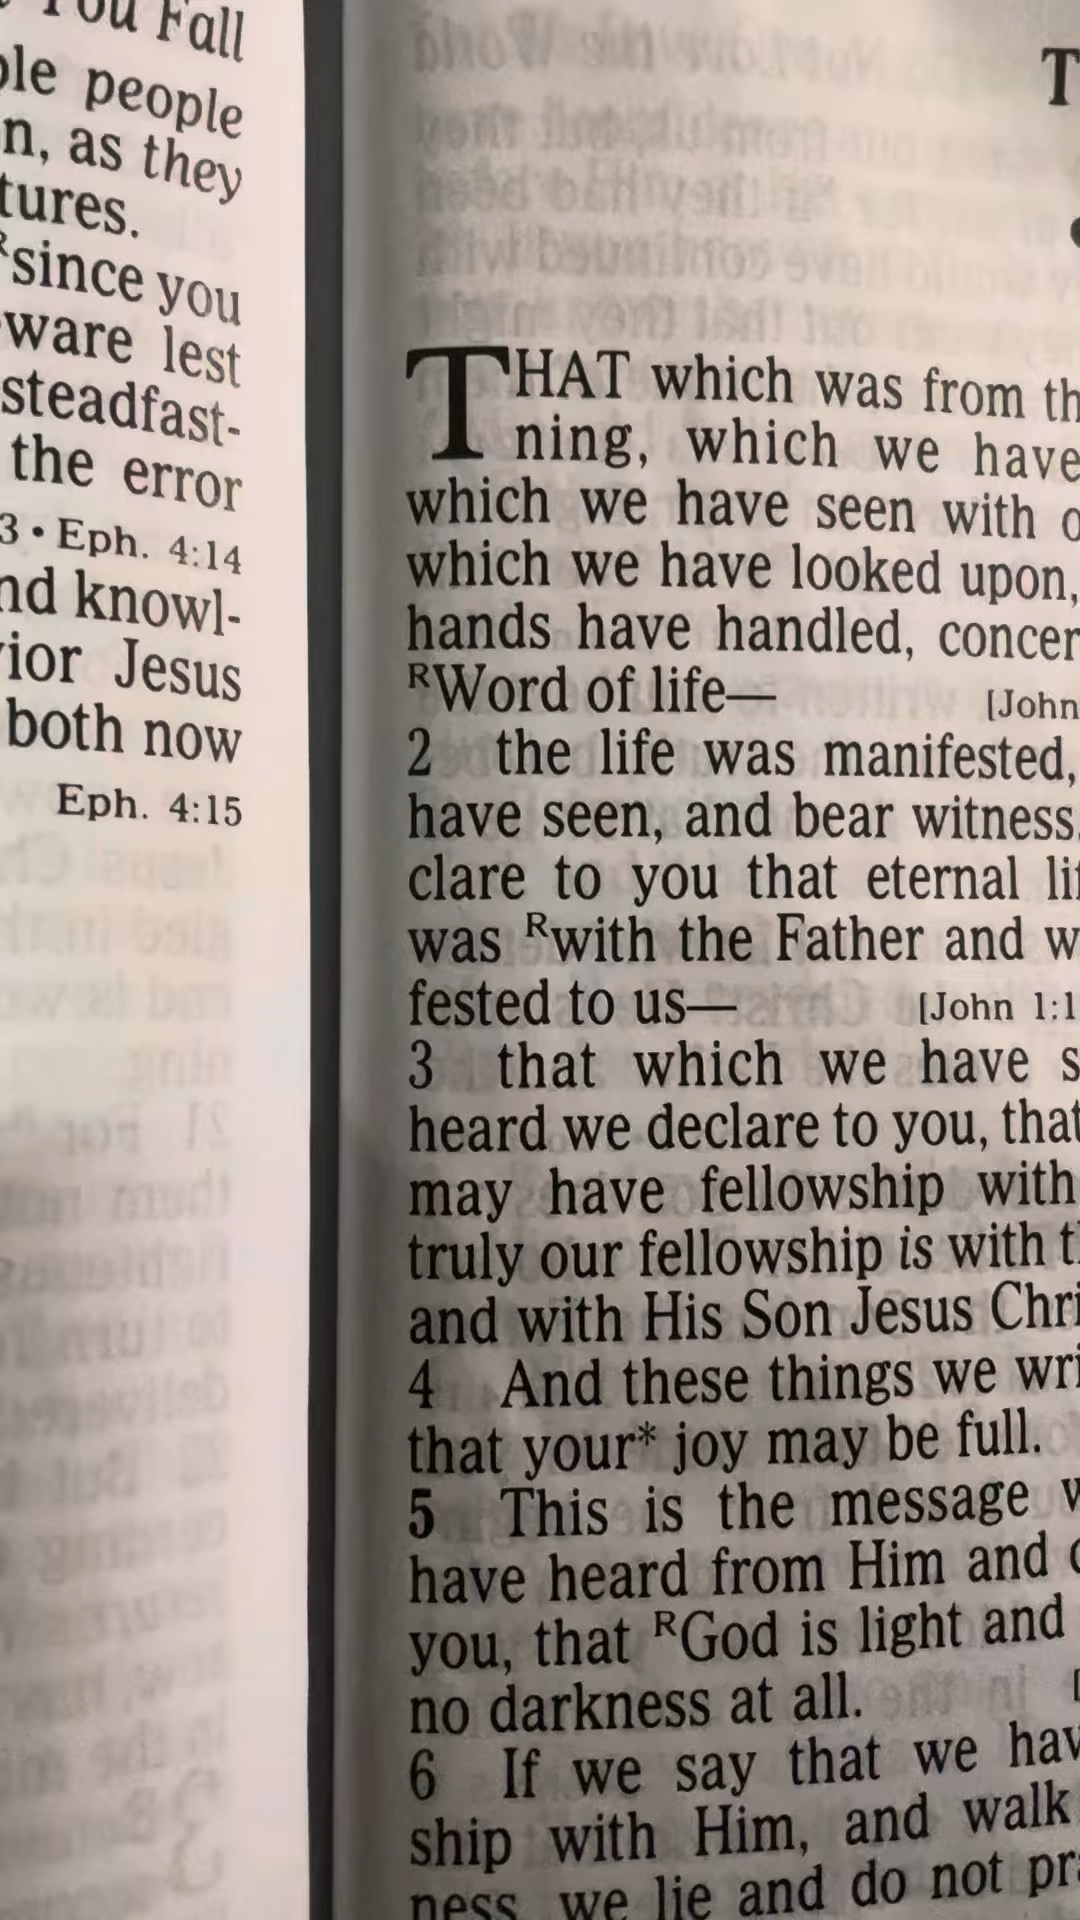 You Fall
people
n, as they
tures.
R since you
ware lest
steadfast-
the error
3 • Eph. 4:14
nd knowl-
ior Jesus
both now
Eph. 4:15
T
THAT which was from th
ning, which we have
which we have seen with o
which we have looked upon,
hands have handled, concer
RWord of life— [John
2 the life was manifested,
have seen, and bear witness,
clare to you that eternal lif
was Rwith the Father and w
fested to us— [John 1:1
3 that which we have s
heard we declare to you, that
may have fellowship with
truly our fellowship is with t
and with His Son Jesus Chri
4 And these things we wri
that your* joy may be full.
5 This is the message w
have heard from Him and d
you, that RGod is light and
no darkness at all. [
6 If we say that we hav
ship with Him, and walk
ness, we lie and do not pra